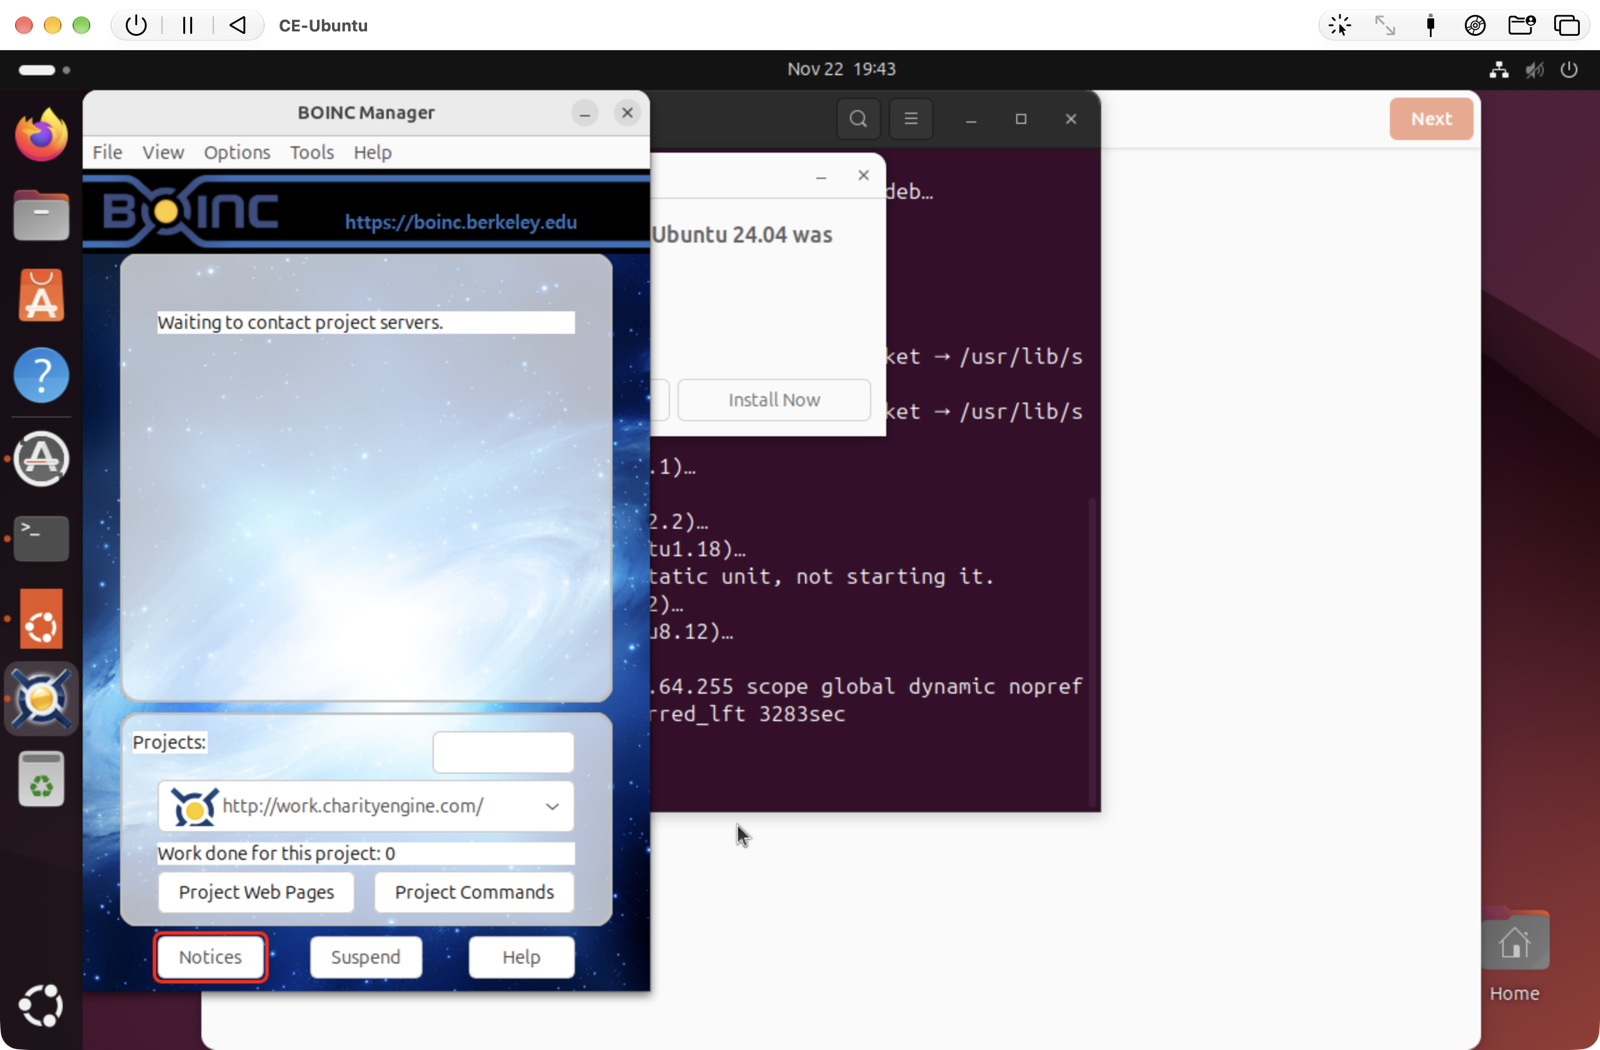 CE-Ubuntu
Nov 22 19:43
BOINC Manager
File View Options Tools Help
BOINC
https://boinc.berkeley.edu
Waiting to contact project servers.
Projects:
http://work.charityengine.com/
Work done for this project: 0
Project Web Pages Project Commands
Notices Suspend Help
Ubuntu 24.04 was
Install Now
deb…
ket → /usr/lib/s
ket → /usr/lib/s
.1)…
2.2)…
tu1.18)…
tatic unit, not starting it.
2)…
u8.12)…
.64.255 scope global dynamic nopref
rred_lft 3283sec
Next
Home